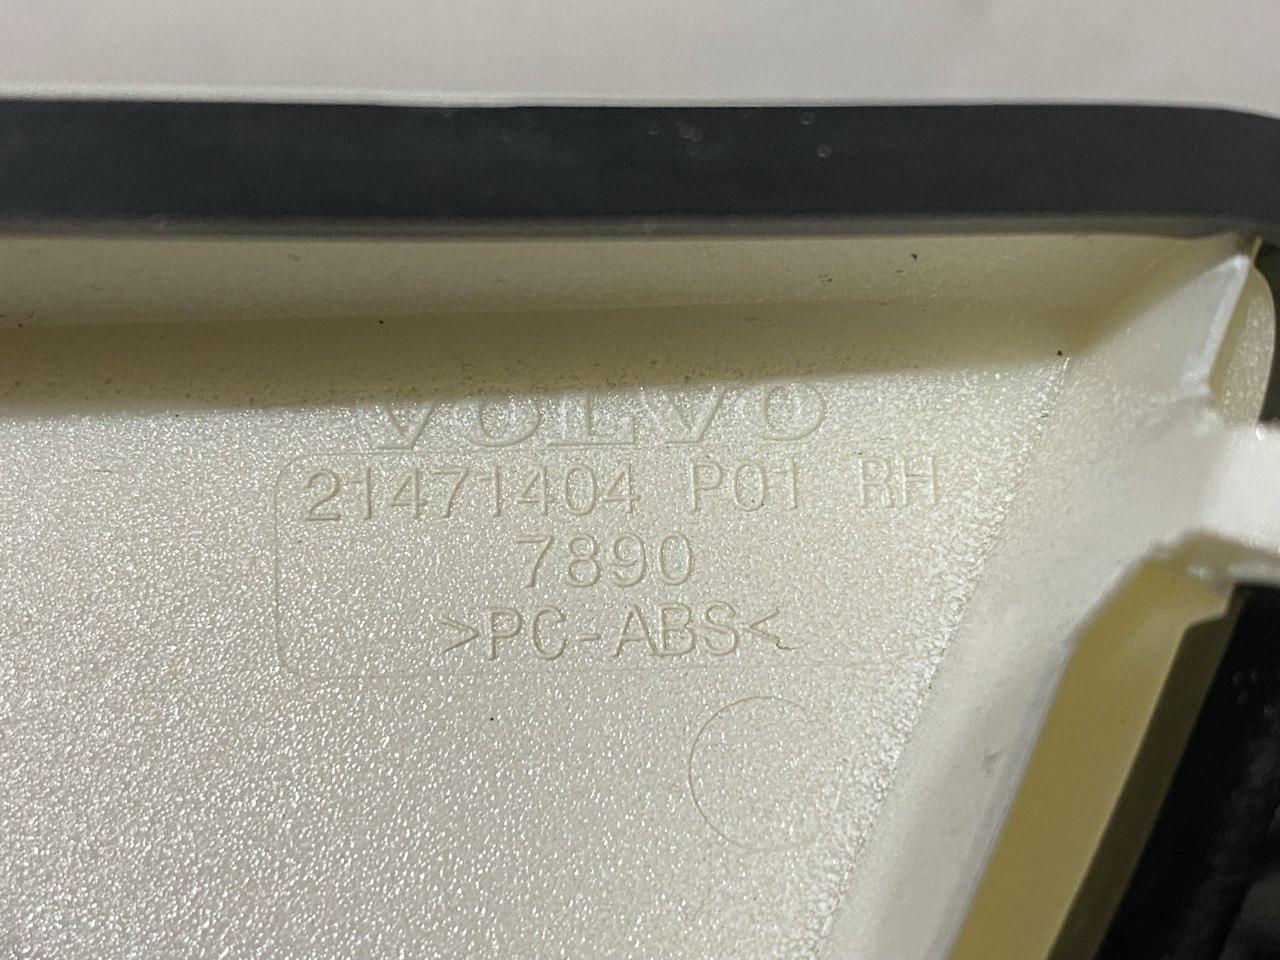 VOLVO
21471404 P01 RH
7890
>PC-ABS<